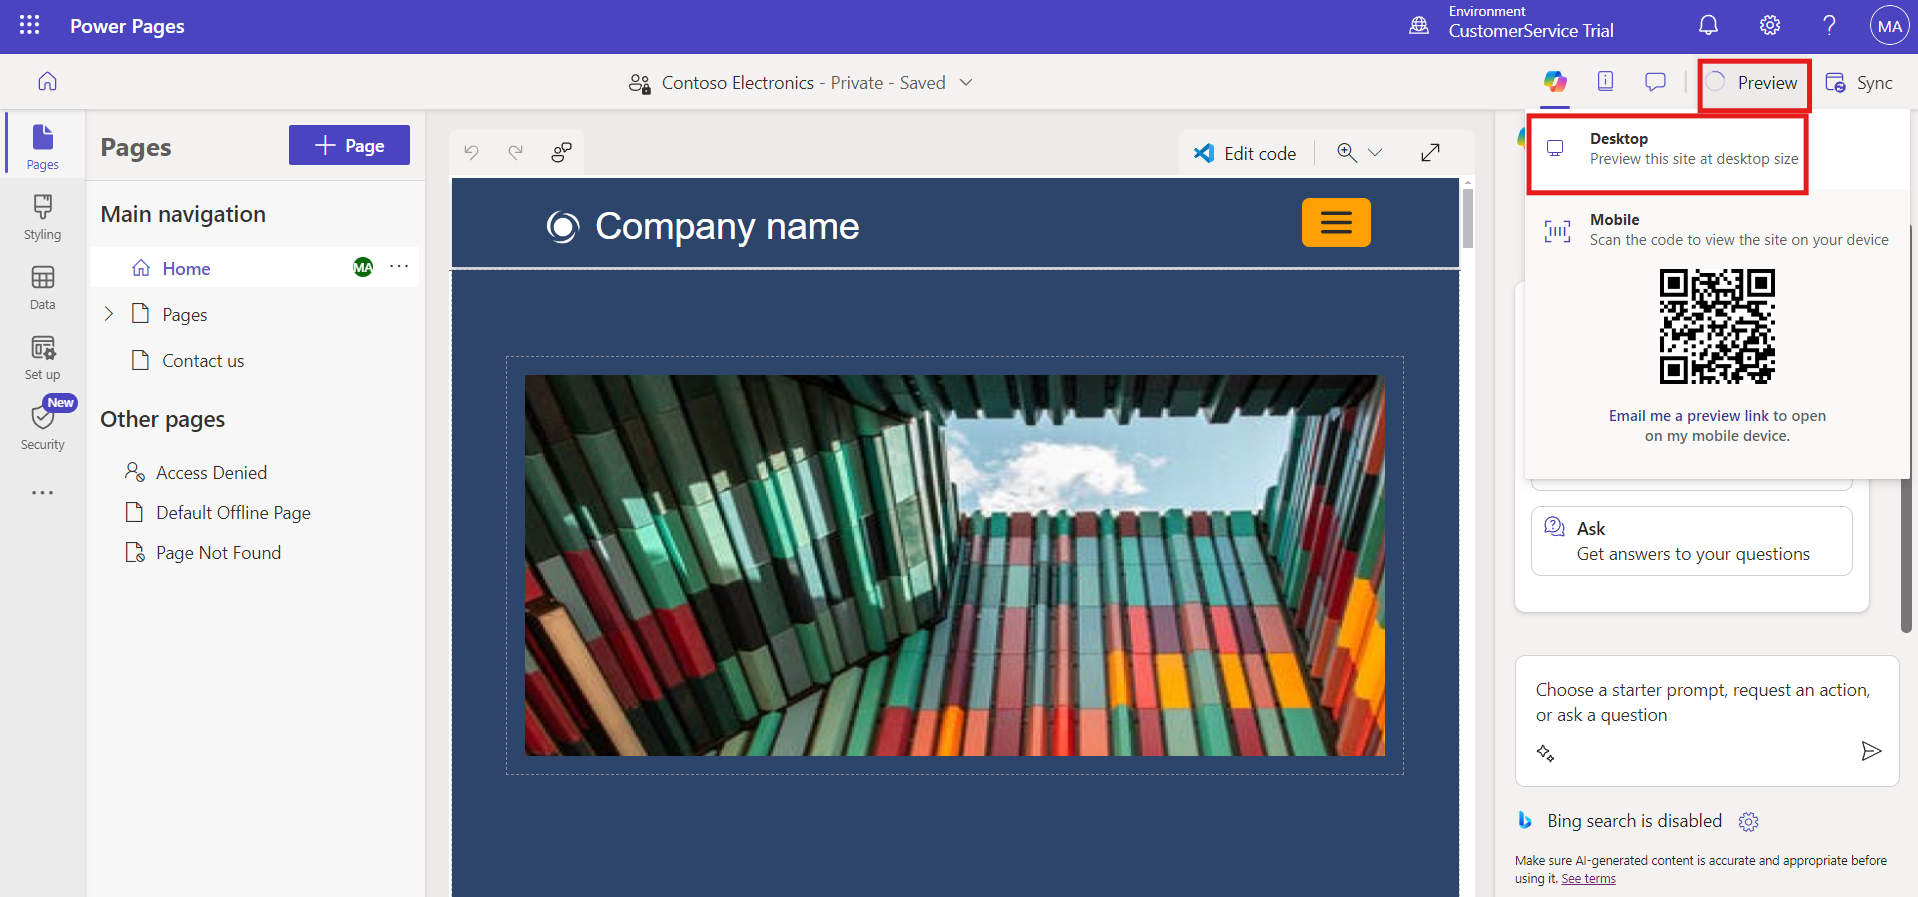 Power Pages
Environment
CustomerService Trial
MA
Contoso Electronics - Private - Saved
Preview
Sync
Pages
Styling
Data
Set up
New
Security
Pages
Page
Main navigation
Home
MA
Pages
Contact us
Other pages
Access Denied
Default Offline Page
Page Not Found
Edit code
Company name
Desktop
Preview this site at desktop size
Mobile
Scan the code to view the site on your device
Email me a preview link to open
on my mobile device.
Ask
Get answers to your questions
Choose a starter prompt, request an action,
or ask a question
Bing search is disabled
Make sure AI-generated content is accurate and appropriate before
using it. See terms